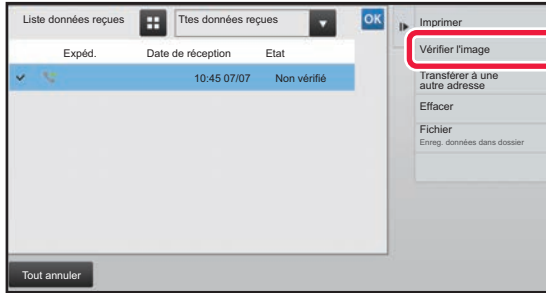 Liste données reçues
Ttes données reçues
OK
Expéd. Date de réception Etat
10:45 07/07 Non vérifié
Tout annuler
Imprimer
Vérifier l'image
Transférer à une
autre adresse
Effacer
Fichier
Enreg. données dans dossier